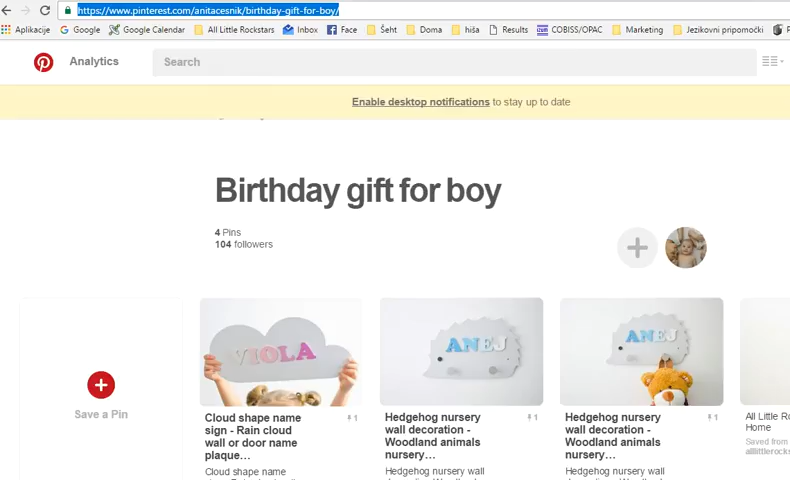 https://www.pinterest.com/anitacesnik/birthday-gift-for-boy/
Aplikacije Google Google Calendar All Little Rockstars Inbox Šeht Doma hiša Face Results COBISS/OPAC Marketing Jezikovni pripomočki
Analytics Search
Enable desktop notifications to stay up to date
Birthday gift for boy
4 Pins
104 followers
Save a Pin
VIOLA
Cloud shape name
sign - Rain cloud
wall or door name
plaque…
1
Cloud shape name
ANEJ
Hedgehog nursery
wall decoration -
Woodland animals
nursery…
1
Hedgehog nursery wall
ANEJ
Hedgehog nursery
wall decoration -
Woodland animals
nursery…
1
Hedgehog nursery wall
All Little
Home
Saved from